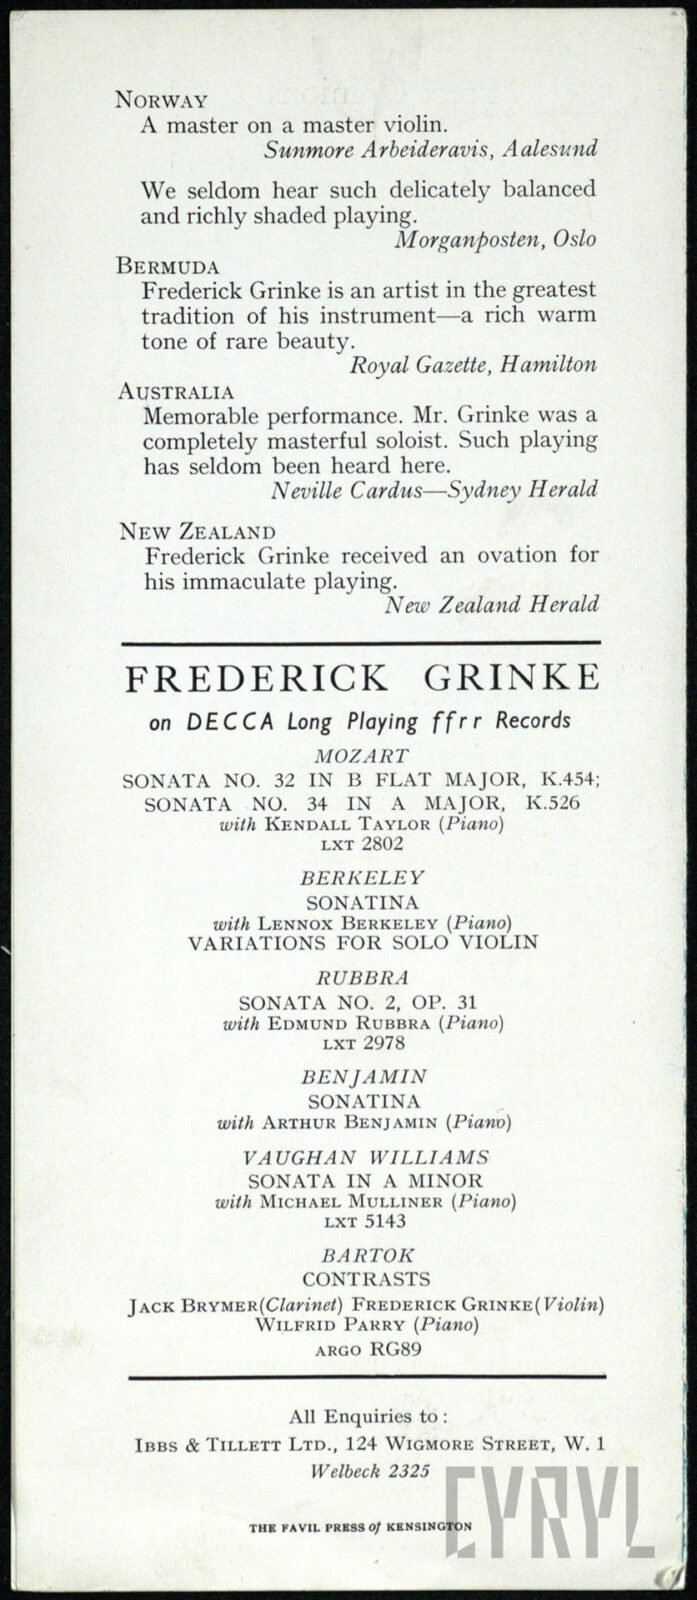 NORWAY
A master on a master violin.
Sunmore Arbeideravis, Aalesund
We seldom hear such delicately balanced
and richly shaded playing.
Morganposten, Oslo
BERMUDA
Frederick Grinke is an artist in the greatest
tradition of his instrument—a rich warm
tone of rare beauty.
Royal Gazette, Hamilton
AUSTRALIA
Memorable performance. Mr. Grinke was a
completely masterful soloist. Such playing
has seldom been heard here.
Neville Cardus—Sydney Herald
NEW ZEALAND
Frederick Grinke received an ovation for
his immaculate playing.
New Zealand Herald
FREDERICK GRINKE
on DECCA Long Playing ffrr Records
MOZART
SONATA NO. 32 IN B FLAT MAJOR, K.454;
SONATA NO. 34 IN A MAJOR, K.526
with KENDALL TAYLOR (Piano)
LXT 2802
BERKELEY
SONATINA
with LENNOX BERKELEY (Piano)
VARIATIONS FOR SOLO VIOLIN
RUBBRA
SONATA NO. 2, OP. 31
with EDMUND RUBBRA (Piano)
LXT 2978
BENJAMIN
SONATINA
with ARTHUR BENJAMIN (Piano)
VAUGHAN WILLIAMS
SONATA IN A MINOR
with MICHAEL MULLINER (Piano)
LXT 5143
BARTOK
CONTRASTS
JACK BRYMER(Clarinet) FREDERICK GRINKE(Violin)
WILFRID PARRY (Piano)
ARGO RG89
All Enquiries to:
IBBS & TILLETT LTD., 124 WIGMORE STREET, W. 1
Welbeck 2325
THE FAVIL PRESS of KENSINGTON
CYRYL